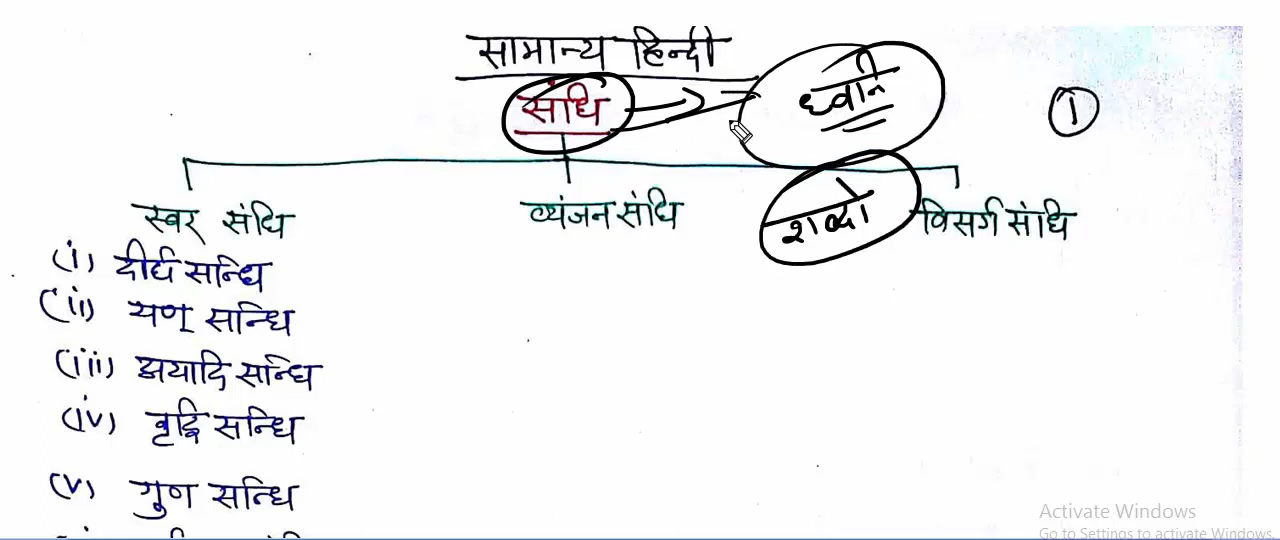 सामान्य हिन्दी
संधि
ध्वनि
1
शब्दो
स्वर् संधि
व्यंजन संधि
विसर्ग संधि
(i) दीर्घ सन्धि
(ii) यण् सन्धि
(iii) अयादि सन्धि
(iv) वृद्धि सन्धि
(v) गुण सन्धि
Activate Windows
Go to Settings to activate Windows.